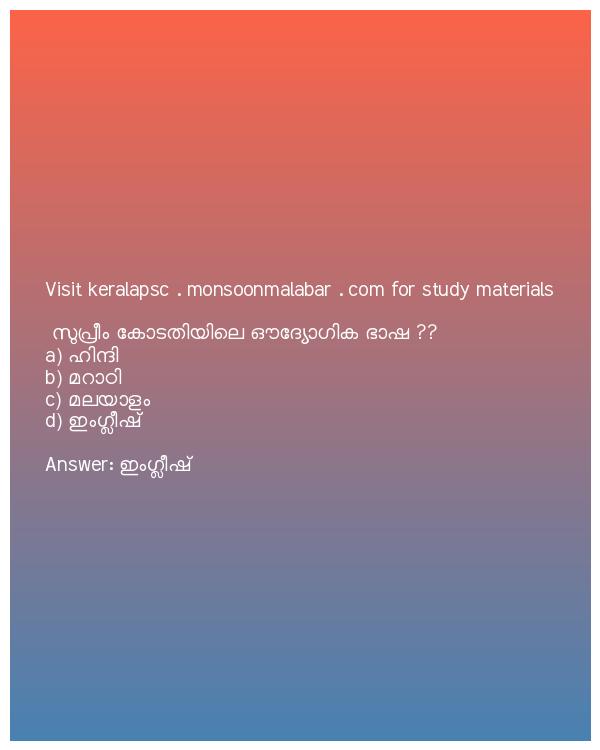 Visit keralapsc . monsoonmalabar . com for study materials
സുപ്രീം കോടതിയിലെ ഔദ്യോഗിക ഭാഷ ??
a) ഹിന്ദി
b) മറാഠി
c) മലയാളം
d) ഇംഗ്ലീഷ്
Answer: ഇംഗ്ലീഷ്